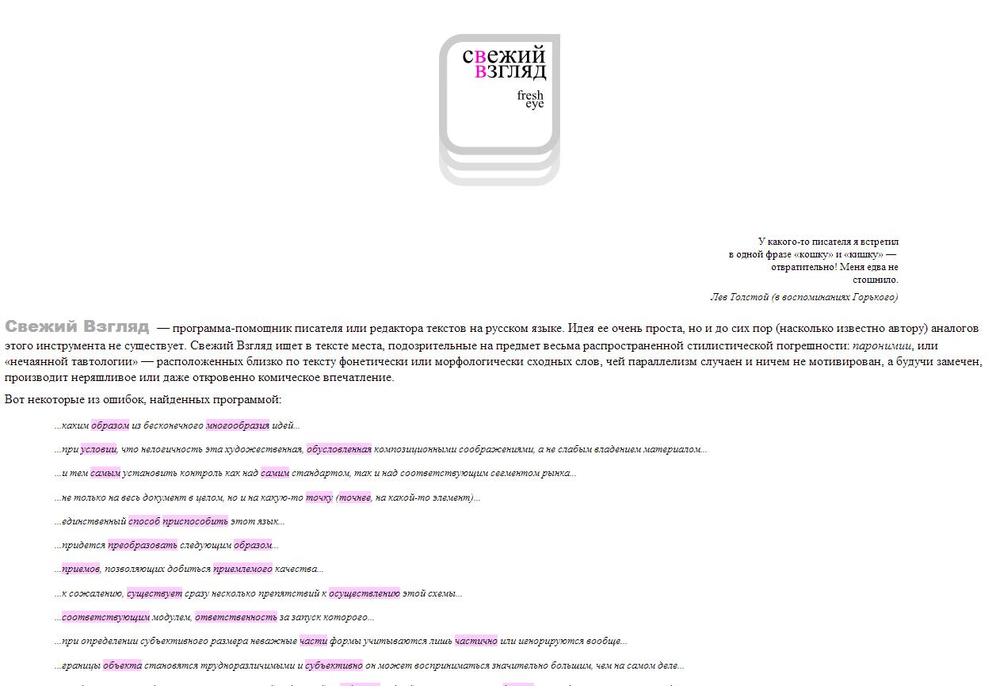 свежий
взгляд
fresh
eye
У какого-то писателя я встретил
в одной фразе «кошку» и «кишку» —
отвратительно! Меня едва не
стошнило.
Лев Толстой (в воспоминаниях Горького)
Свежий Взгляд — программа-помощник писателя или редактора текстов на русском языке. Идея ее очень проста, но и до сих пор (насколько известно автору) аналогов
этого инструмента не существует. Свежий Взгляд ищет в тексте места, подозрительные на предмет весьма распространенной стилистической погрешности: паронимии, или
«нечаянной тавтологии» — расположенных близко по тексту фонетически или морфологически сходных слов, чей параллелизм случаен и ничем не мотивирован, а будучи замечен,
производит неряшливое или даже откровенно комическое впечатление.
Вот некоторые из ошибок, найденных программой:
...каким образом из бесконечного многообразия идей...
...при условии, что нелогичность эта художественная, обусловленная композиционными соображениями, а не слабым владением материалом...
...и тем самым установить контроль как над самим стандартом, так и над соответствующим сегментом рынка...
...не только на весь документ в целом, но и на какую-то точку (точнее, на какой-то элемент)...
...единственный способ приспособить этот язык...
...придется преобразовать следующим образом...
...приемов, позволяющих добиться приемлемого качества...
...к сожалению, существует сразу несколько препятствий к осуществлению этой схемы...
...соответствующим модулем, ответственность за запуск которого...
...при определении субъективного размера неважные части формы учитываются лишь частично или игнорируются вообще...
...границы объекта становятся трудноразличимыми и субъективно он может восприниматься значительно большим, чем на самом деле...